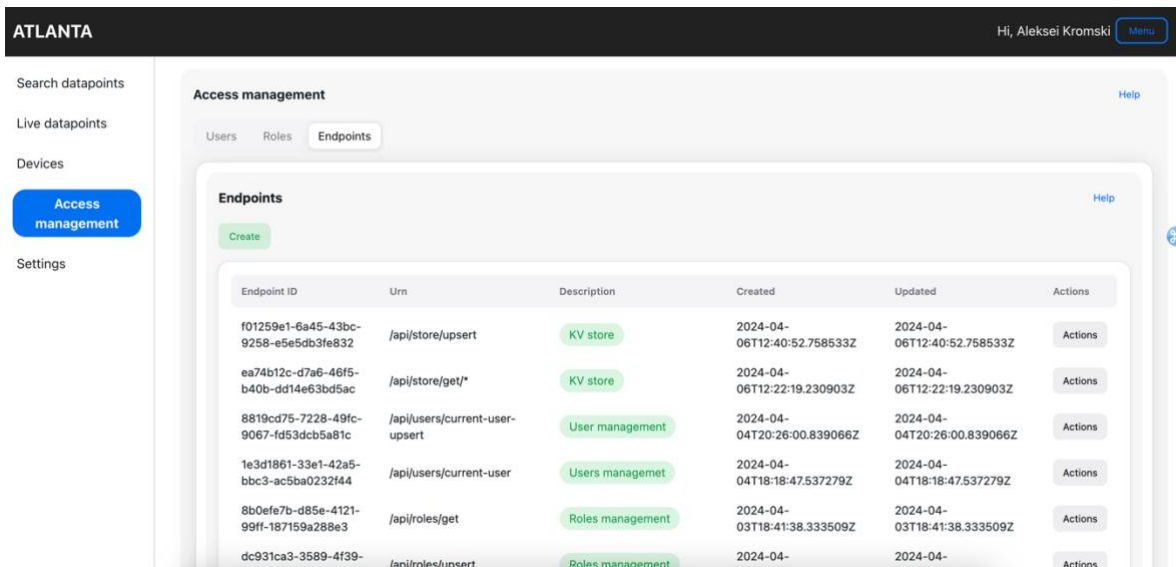 ATLANTA
Hi, Aleksei Kromski
Menu
Search datapoints
Live datapoints
Devices
Access
management
Settings
Access management
Help
Users Roles Endpoints
Endpoints
Help
Create
Endpoint ID Urn Description Created Updated Actions
f01259e1-6a45-43bc-
9258-e5e5db3fe832
/api/store/upsert
KV store
2024-04-
06T12:40:52.758533Z
2024-04-
06T12:40:52.758533Z
Actions
ea74b12c-d7a6-46f5-
b40b-dd14e63bd5ac
/api/store/get/*
KV store
2024-04-
06T12:22:19.230903Z
2024-04-
06T12:22:19.230903Z
Actions
8819cd75-7228-49fc-
9067-fd53dcb5a81c
/api/users/current-user-
upsert
User management
2024-04-
04T20:26:00.839066Z
2024-04-
04T20:26:00.839066Z
Actions
1e3d1861-33e1-42a5-
bbc3-ac5ba0232f44
/api/users/current-user
Users managemet
2024-04-
04T18:18:47.537279Z
2024-04-
04T18:18:47.537279Z
Actions
8b0efe7b-d85e-4121-
99ff-187159a288e3
/api/roles/get
Roles management
2024-04-
03T18:41:38.333509Z
2024-04-
03T18:41:38.333509Z
Actions
dc931ca3-3589-4f39-
/api/roles/upsert
Roles management
2024-04-
2024-04-
Actions